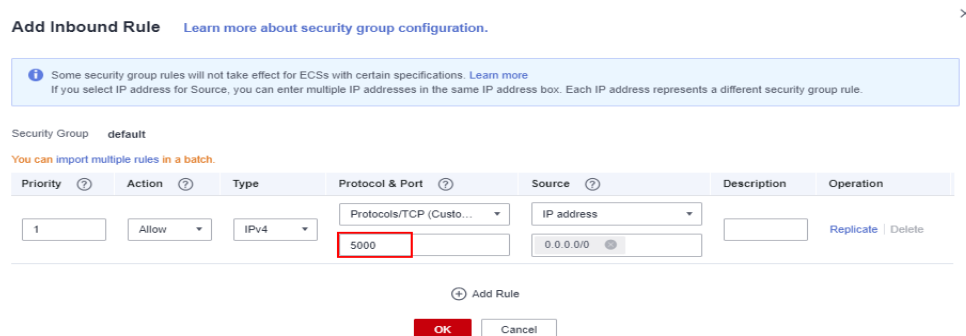 Add Inbound Rule Learn more about security group configuration.
Some security group rules will not take effect for ECSs with certain specifications. Learn more
If you select IP address for Source, you can enter multiple IP addresses in the same IP address box. Each IP address represents a different security group rule.
Security Group default
You can import multiple rules in a batch.
Priority Action Type Protocol & Port Source Description Operation
1 Allow IPv4 Protocols/TCP (Custo... IP address Replicate Delete
5000 0.0.0.0/0
Add Rule
OK Cancel